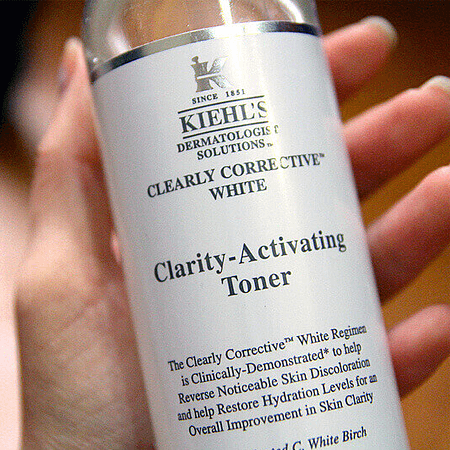 K
SINCE 1851
KIEHL'S
DERMATOLOGIST
SOLUTIONS™
CLEARLY CORRECTIVE™
WHITE
Clarity-Activating
Toner
The Clearly Corrective™ White Regimen
is Clinically-Demonstrated* to help
Reverse Noticeable Skin Discoloration
and help Restore Hydration Levels for an
Overall Improvement in Skin Clarity
C, White Birch